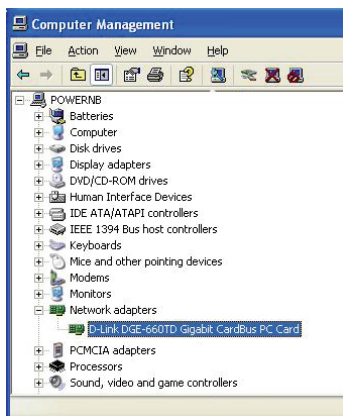 Computer Management
File Action View Window Help
POWERNB
Batteries
Computer
Disk drives
Display adapters
DVD/CD-ROM drives
Human Interface Devices
IDE ATA/ATAPI controllers
IEEE 1394 Bus host controllers
Keyboards
Mice and other pointing devices
Modems
Monitors
Network adapters
D-Link DGE-660TD Gigabit CardBus PC Card
PCMCIA adapters
Processors
Sound, video and game controllers